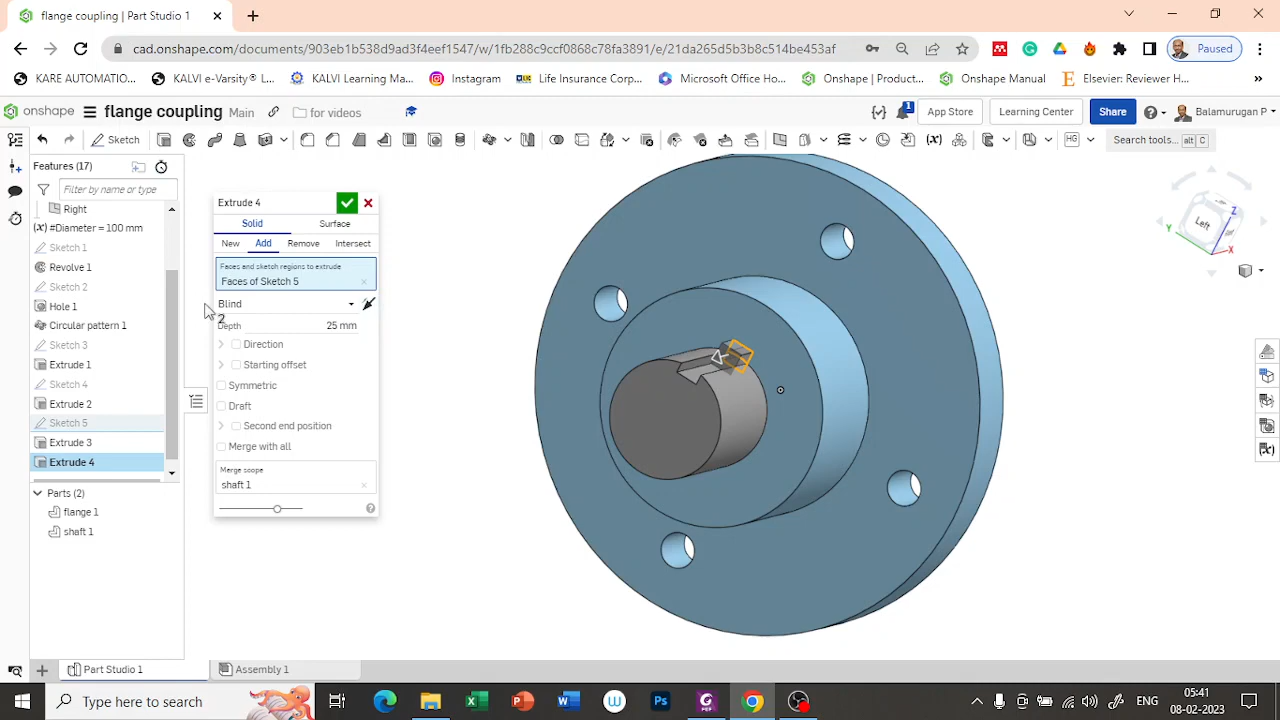 flange coupling | Part Studio 1
cad.onshape.com/documents/903eb1b538d9ad3f4eef1547/w/1fb288c9ccf0868c78fa3891/e/21da265d5b3b8c514be453af
Paused
KARE AUTOMATIO...
KALVI e-Varsity® | L...
KALVI Learning Ma...
Instagram
Life Insurance Corp...
Microsoft Office Ho...
Onshape | Product...
Onshape Manual
Elsevier: Reviewer H...
»
onshape
flange coupling
Main
for videos
1
App Store
Learning Center
Share
Balamurugan P
Sketch
HG
Search tools...
alt C
Features (17)
Filter by name or type
Right
(x) #Diameter = 100 mm
Sketch 1
Revolve 1
Sketch 2
Hole 1
Circular pattern 1
Sketch 3
Extrude 1
Sketch 4
Extrude 2
Sketch 5
Extrude 3
Extrude 4
Parts (2)
flange 1
shaft 1
Extrude 4
Solid
Surface
New
Add
Remove
Intersect
Faces and sketch regions to extrude
Faces of Sketch 5
Blind
2
Depth
25 mm
Direction
Starting offset
Symmetric
Draft
Second end position
Merge with all
Merge scope
shaft 1
Left
Z
Y
X
Part Studio 1
Assembly 1
Type here to search
ENG
05:41
08-02-2023